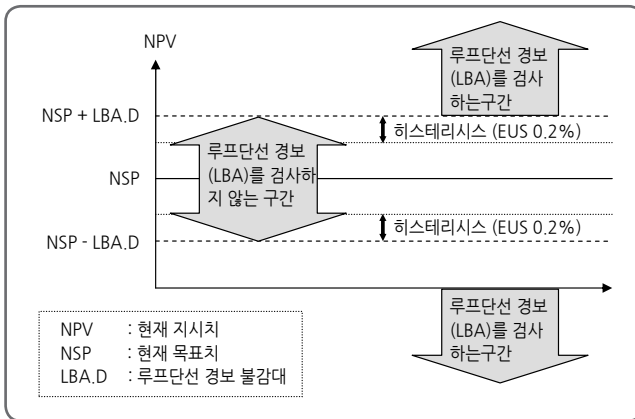 NPV
루프단선 경보
(LBA)를 검사
하는구간
NSP + LBA.D
히스테리시스 (EUS 0.2%)
루프단선 경보
(LBA)를 검사하
지 않는 구간
NSP
히스테리시스 (EUS 0.2%)
NSP - LBA.D
루프단선 경보
(LBA)를 검사
하는구간
NPV : 현재 지시치
NSP : 현재 목표치
LBA.D : 루프단선 경보 불감대